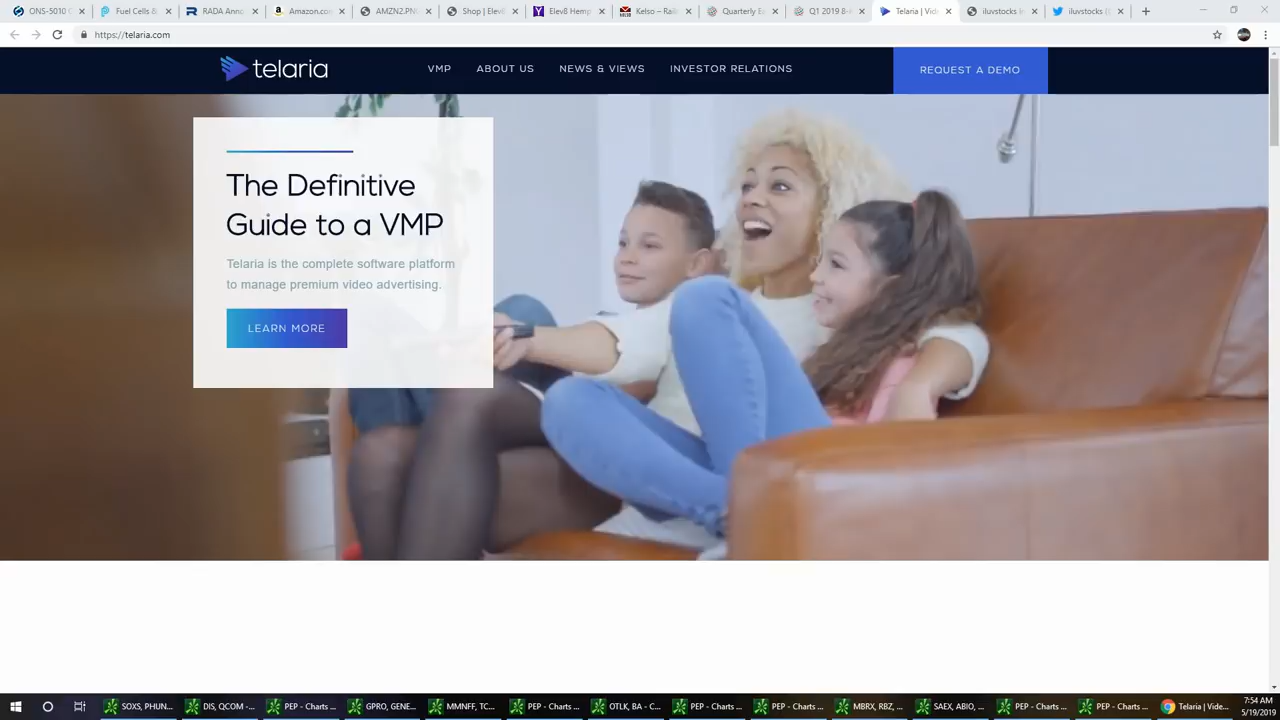 ONS-5010 C
Fuel Cells &
RADA Anno
Amazon.com
AMZN2.PN
Shop | Elev8
Elev8 Hemp
Kelso – Rail
Quarterly E
Q1 2019 8-
Telaria | Vid
iluvstocks
iluvstocks
https://telaria.com
telaria
VMP
ABOUT US
NEWS & VIEWS
INVESTOR RELATIONS
REQUEST A DEMO
The Definitive
Guide to a VMP
Telaria is the complete software platform
to manage premium video advertising.
LEARN MORE
SOXS, PHUN...
DIS, QCOM -...
PEP - Charts ...
GPRO, GENE...
MMNFF, TC...
PEP - Charts ...
OTLK, BA - C...
PEP - Charts ...
PEP - Charts ...
MBRX, RBZ, ...
SAEX, ABIO, ...
PEP - Charts ...
PEP - Charts ...
Telaria | Vide...
7:54 AM
5/19/2019